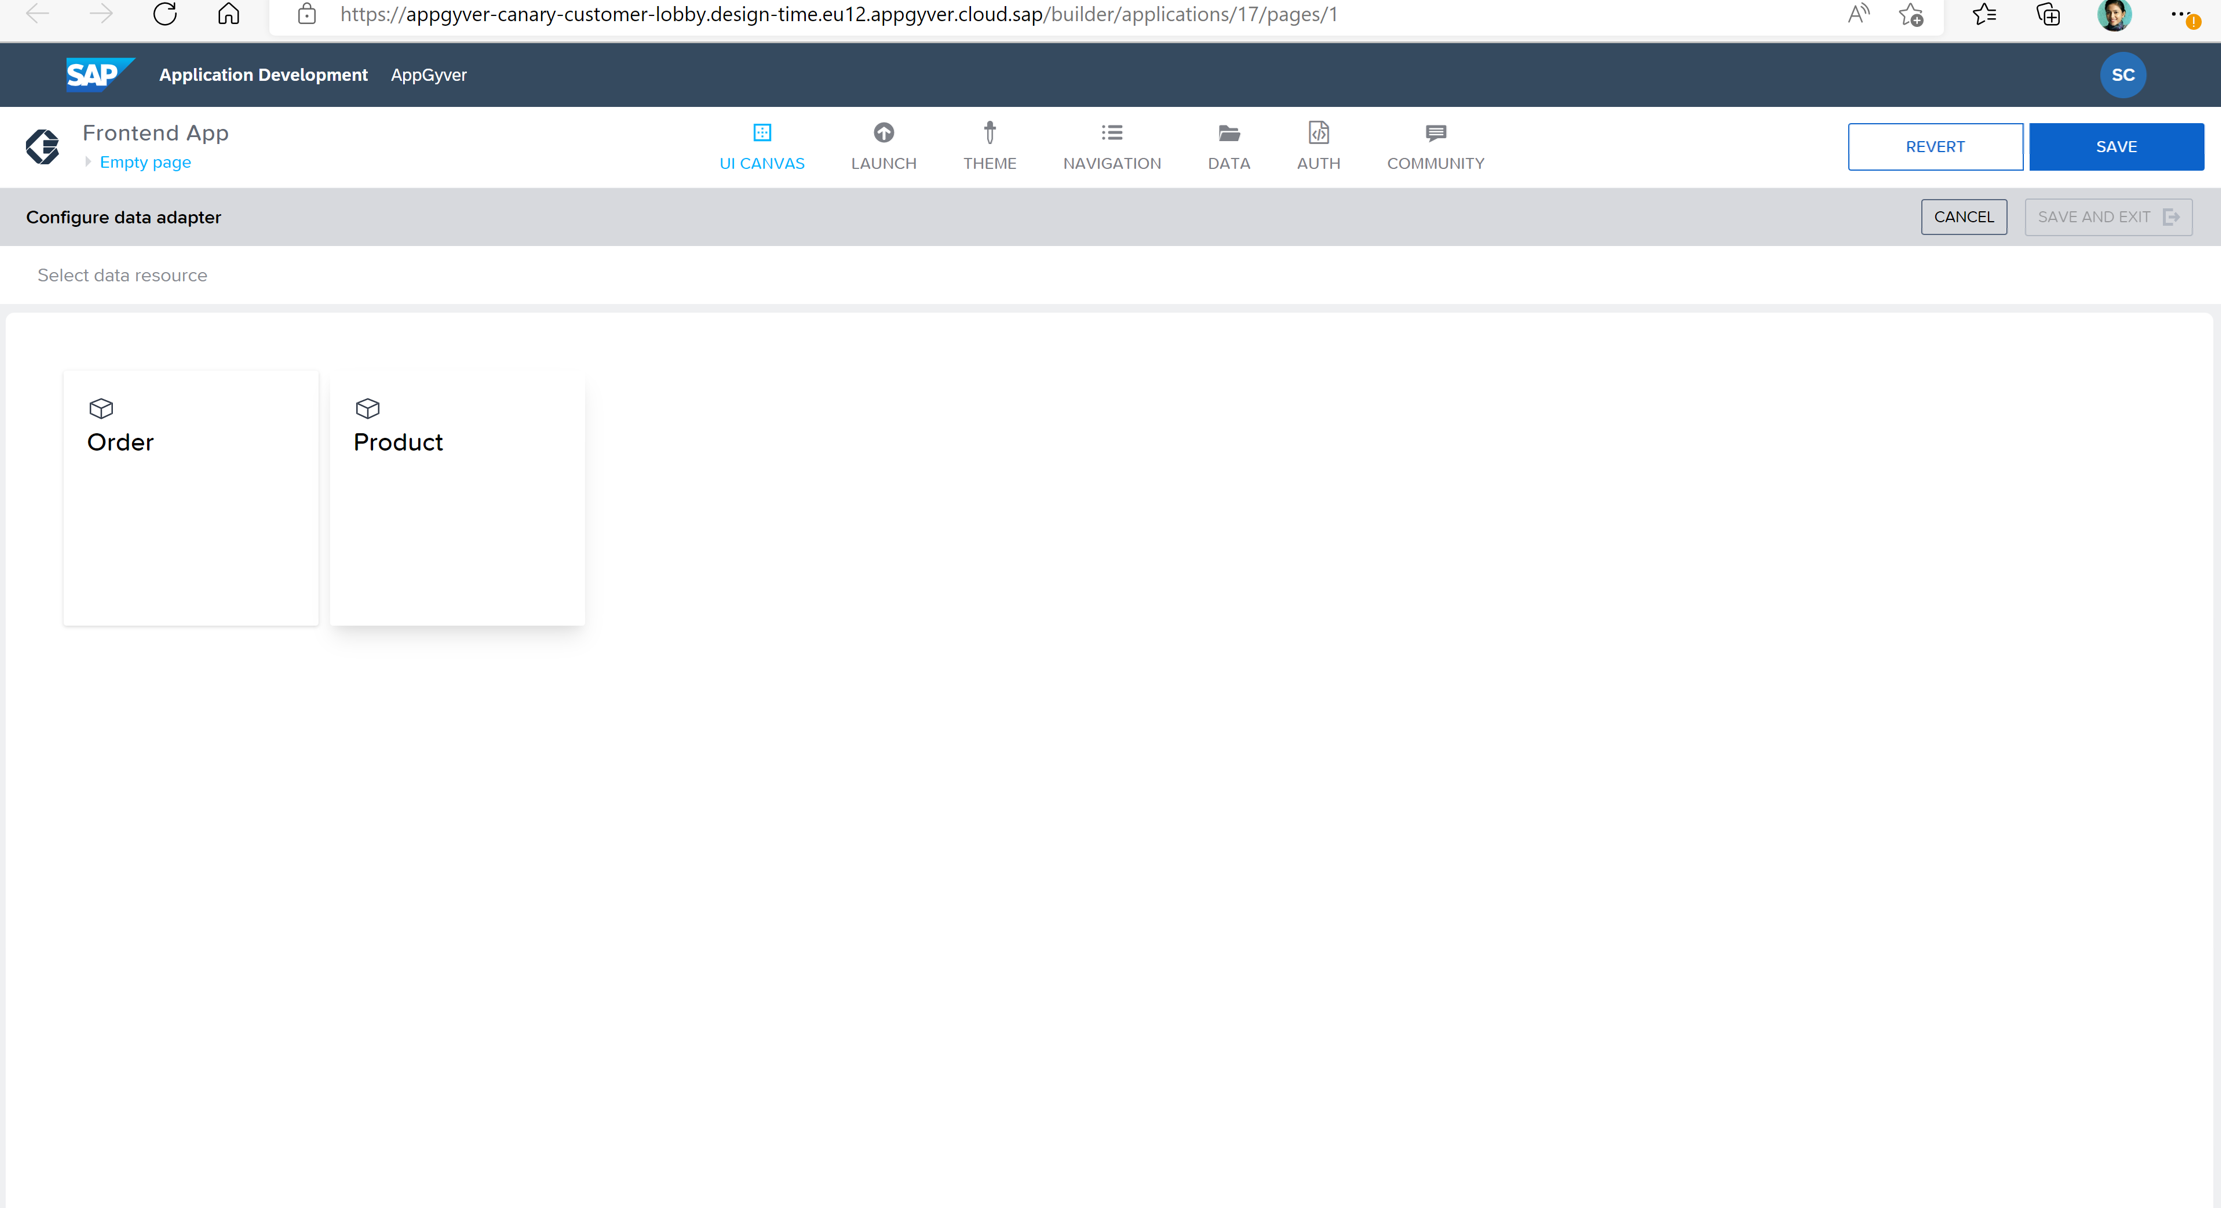 https://appgyver-canary-customer-lobby.design-time.eu12.appgyver.cloud.sap/builder/applications/17/pages/1
SAP Application Development AppGyver SC
Frontend App
Empty page
UI CANVAS LAUNCH THEME NAVIGATION DATA AUTH COMMUNITY
REVERT SAVE
Configure data adapter CANCEL SAVE AND EXIT
Select data resource
Order Product